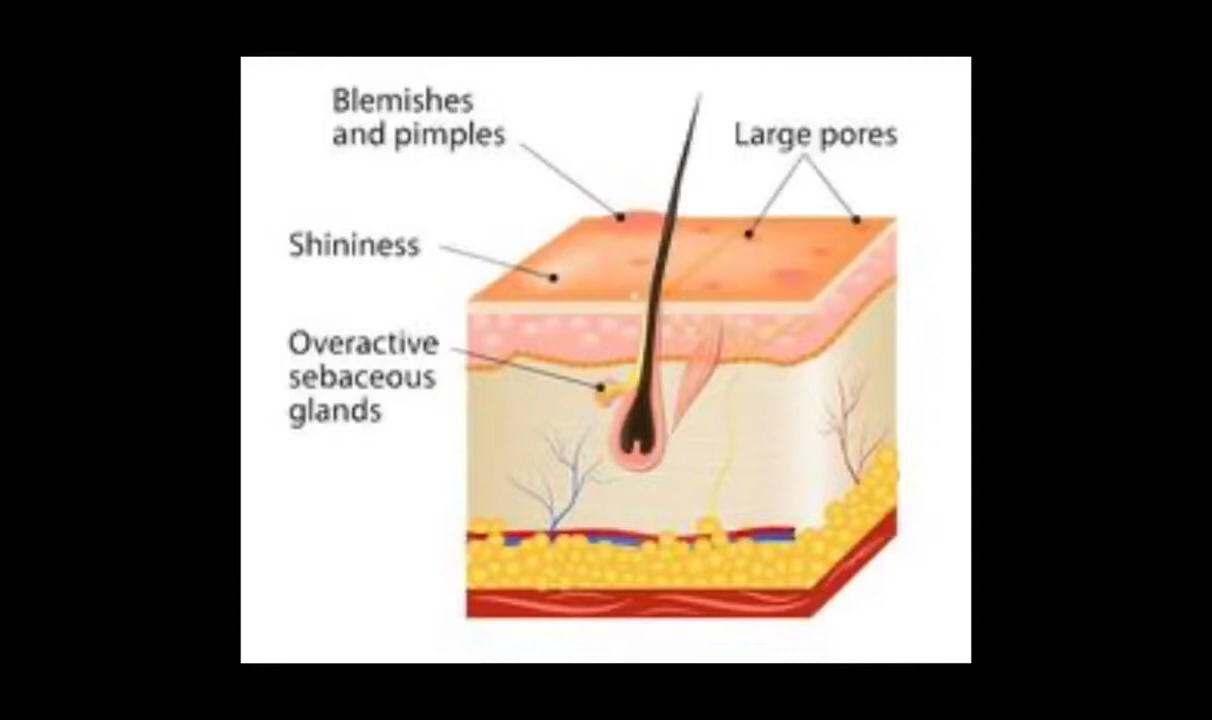 Blemishes
and pimples
Large pores
Shininess
Overactive
sebaceous
glands